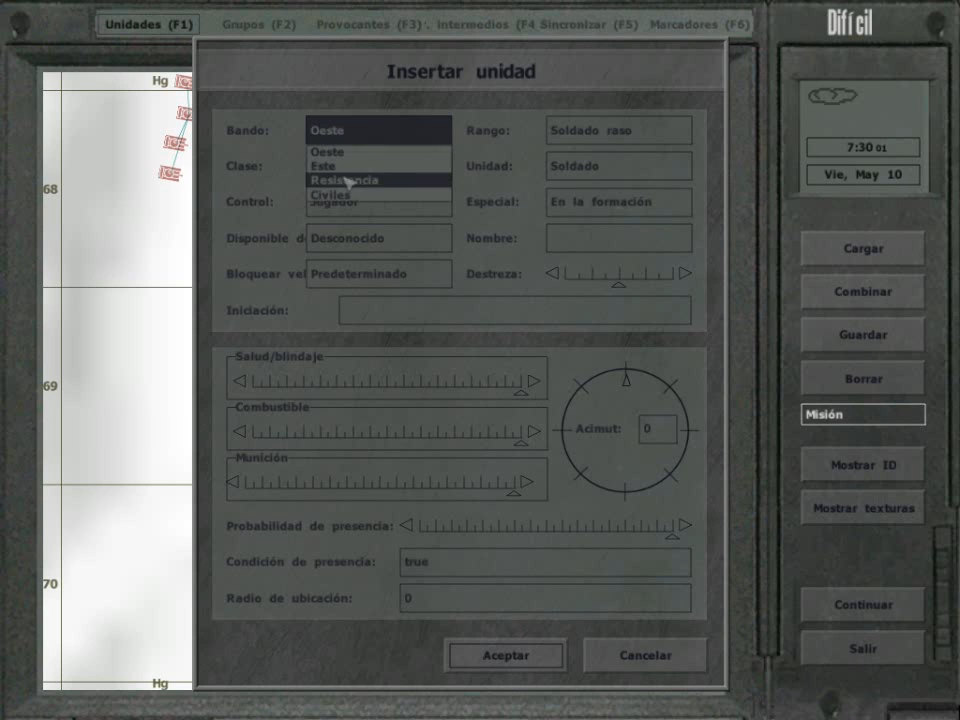 Unidades (F1) Grupos (F2) Provocantes (F3) Intermedios (F4 Sincronizar (F5) Marcadores (F6)
Difícil
Insertar unidad
Hg
Bando: Oeste Rango: Soldado raso
Oeste
Clase: Este Unidad: Soldado
Resistencia
Civiles
Control: Jugador Especial: En la formación
Disponible d Desconocido Nombre:
Bloquear vel Predeterminado Destreza:
Iniciación:
Salud/blindaje
Combustible
Acimut: 0
Munición
Probabilidad de presencia:
Condición de presencia: true
Radio de ubicación: 0
Aceptar Cancelar
68
69
70
Hg
7:30 01
Vie, May 10
Cargar
Combinar
Guardar
Borrar
Misión
Mostrar ID
Mostrar texturas
Continuar
Salir